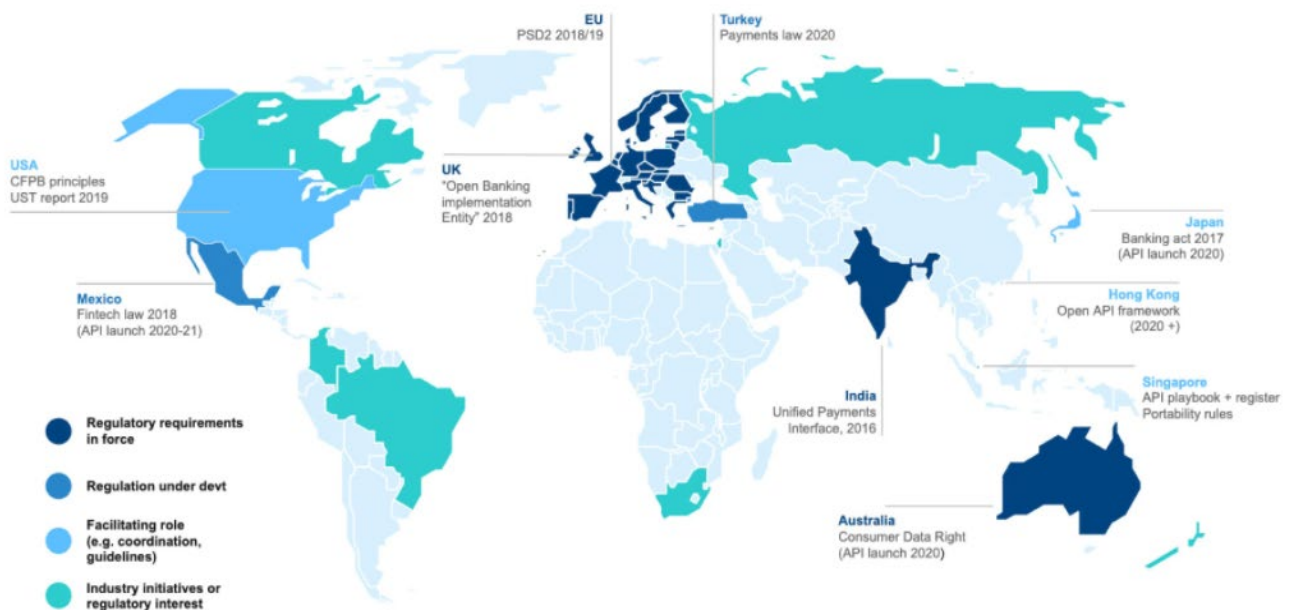 EU
PSD2 2018/19
Turkey
Payments law 2020
USA
CFPB principles
UST report 2019
UK
"Open Banking
implementation
Entity" 2018
Japan
Banking act 2017
(API launch 2020)
Mexico
Fintech law 2018
(API launch 2020-21)
Hong Kong
Open API framework
(2020 +)
India
Unified Payments
Interface, 2016
Singapore
API playbook + register
Portability rules
Australia
Consumer Data Right
(API launch 2020)
Regulatory requirements
in force
Regulation under devt
Facilitating role
(e.g. coordination,
guidelines)
Industry initiatives or
regulatory interest